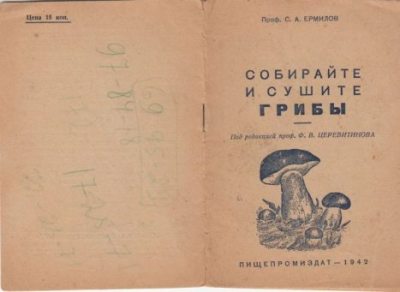 Цена 15 коп.
Проф. С. А. ЕРМИЛОВ
СОБИРАЙТЕ
И СУШИТЕ
ГРИБЫ
Под редакцией проф. Ф. В. ЦЕРЕВИТИНОВА
ПИЩЕПРОМИЗДАТ — 1942